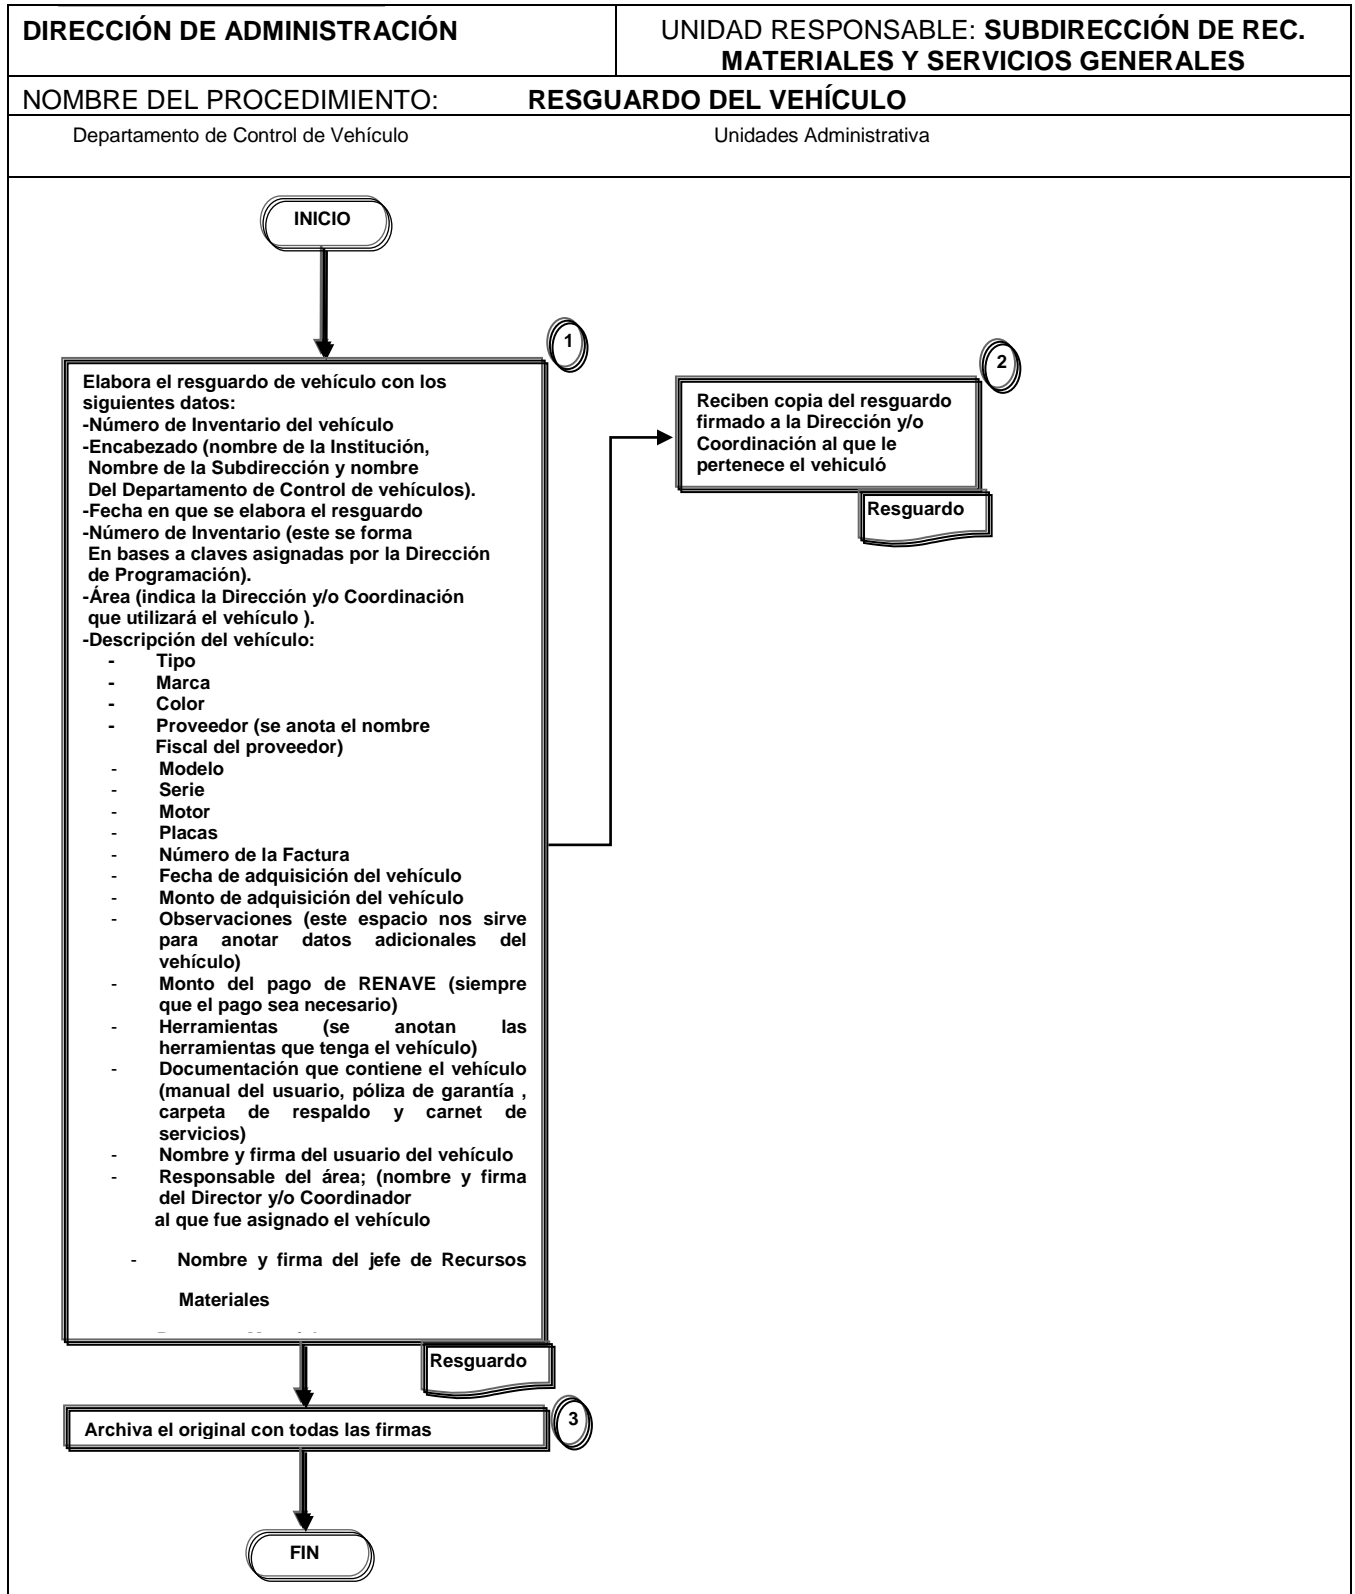 DIRECCIÓN DE ADMINISTRACIÓN
UNIDAD RESPONSABLE: SUBDIRECCIÓN DE REC.
MATERIALES Y SERVICIOS GENERALES
NOMBRE DEL PROCEDIMIENTO: RESGUARDO DEL VEHÍCULO
Departamento de Control de Vehículo
Unidades Administrativa
INICIO
1
Elabora el resguardo de vehículo con los
siguientes datos:
-Número de Inventario del vehículo
-Encabezado (nombre de la Institución,
Nombre de la Subdirección y nombre
Del Departamento de Control de vehículos).
-Fecha en que se elabora el resguardo
-Número de Inventario (este se forma
En bases a claves asignadas por la Dirección
de Programación).
-Área (indica la Dirección y/o Coordinación
que utilizará el vehículo ).
-Descripción del vehículo:
- Tipo
- Marca
- Color
- Proveedor (se anota el nombre
Fiscal del proveedor)
- Modelo
- Serie
- Motor
- Placas
- Número de la Factura
- Fecha de adquisición del vehículo
- Monto de adquisición del vehículo
- Observaciones (este espacio nos sirve
para anotar datos adicionales del
vehículo)
- Monto del pago de RENAVE (siempre
que el pago sea necesario)
- Herramientas (se anotan las
herramientas que tenga el vehículo)
- Documentación que contiene el vehículo
(manual del usuario, póliza de garantía ,
carpeta de respaldo y carnet de
servicios)
- Nombre y firma del usuario del vehículo
- Responsable del área; (nombre y firma
del Director y/o Coordinador
al que fue asignado el vehículo
- Nombre y firma del jefe de Recursos
Materiales
Resguardo
2
Reciben copia del resguardo
firmado a la Dirección y/o
Coordinación al que le
pertenece el vehiculó
Resguardo
Archiva el original con todas las firmas
3
FIN